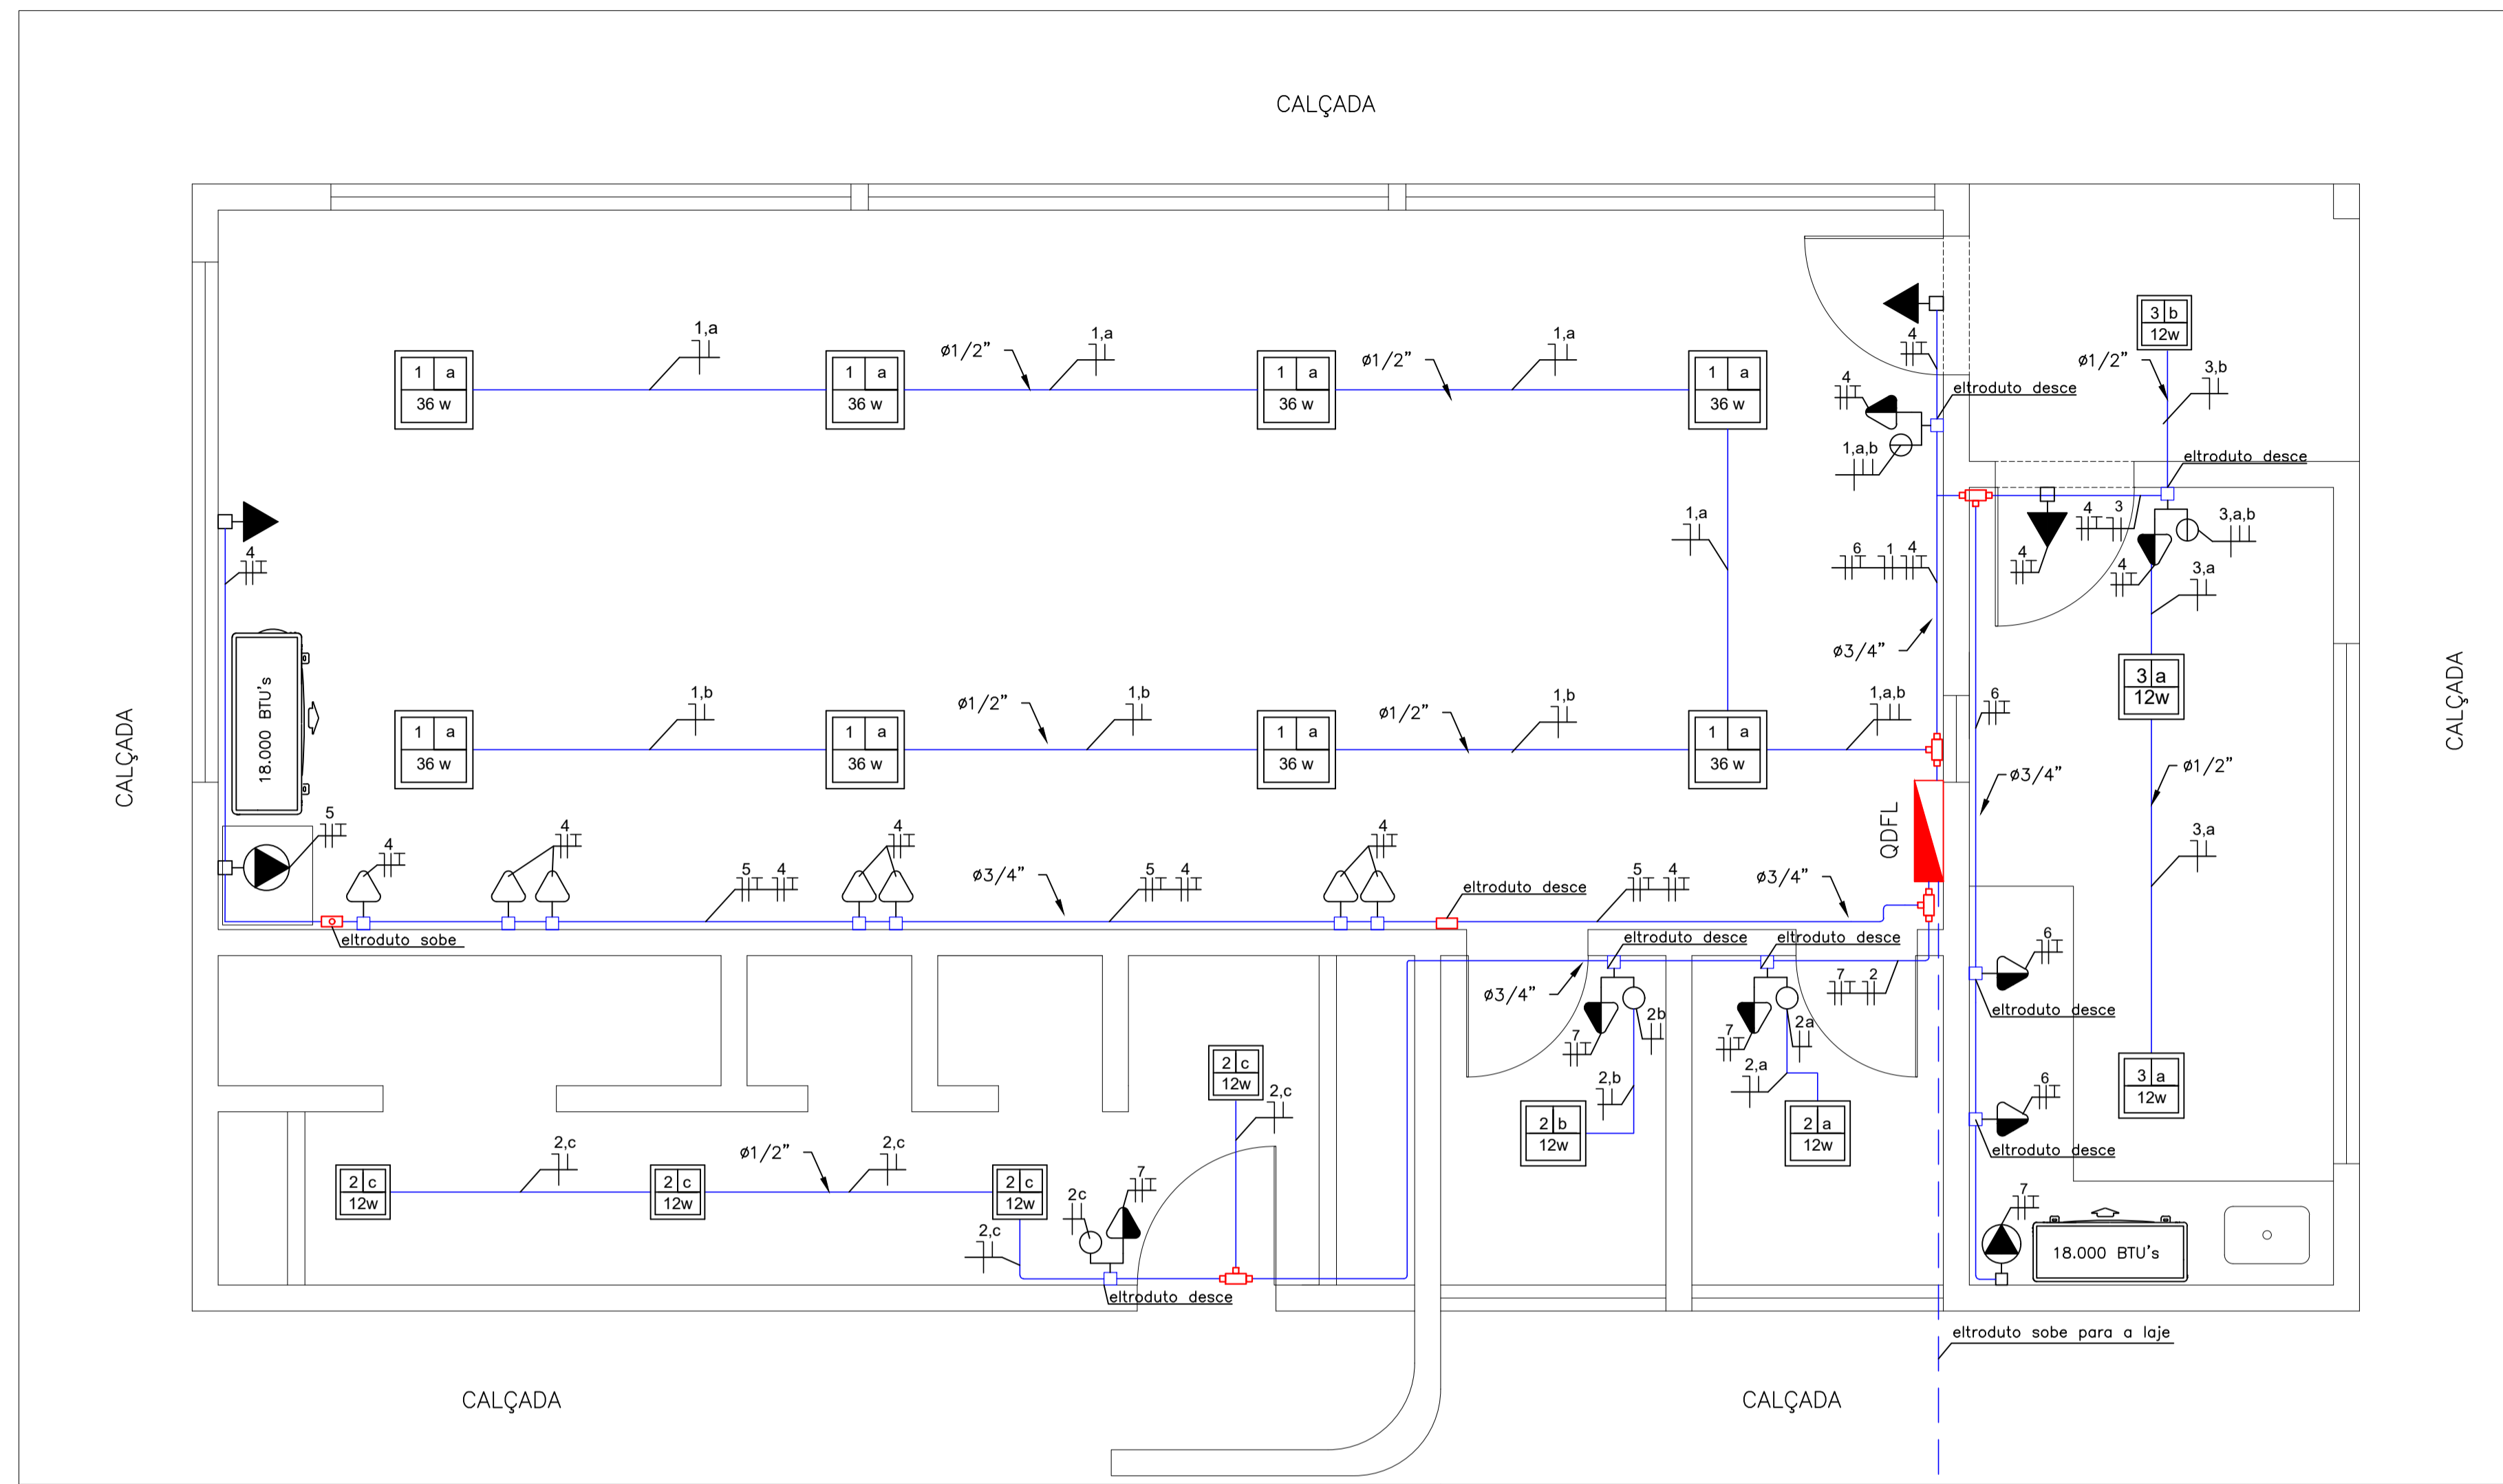 CALÇADA
3 b
12w
1,a
1,a
1,a
4
ø1/2”
ø1/2”
ø1/2”
3,b
1 a
36 w
1 a
36 w
1 a
36 w
1 a
36 w
4
eltroduto desce
1,a,b
eltroduto desce
4
1,a
6 1 4
4
4 3
3,a,b
4
3,a
ø3/4”
18.000 BTU's
1,b
ø1/2”
1,b
ø1/2”
1,b
1,a,b
6
3 a
12w
CALÇADA
CALÇADA
1 a
36 w
1 a
36 w
1 a
36 w
1 a
36 w
ø3/4”
ø1/2”
QDFL
5
4
4
4
4
3,a
5 4
ø3/4”
5 4
eltroduto desce
5 4
ø3/4”
eltroduto sobe
eltroduto desce
eltroduto desce
6
ø3/4”
7 2
eltroduto desce
7
2b
7
2a
2 c
12w
2,c
2,b
2,a
6
3 a
12w
2 b
12w
2 a
12w
eltroduto desce
2,c
ø1/2”
2,c
2 c
12w
2 c
12w
2 c
12w
2c
7
7
2,c
18.000 BTU's
eltroduto desce
eltroduto sobe para a laje
CALÇADA
CALÇADA